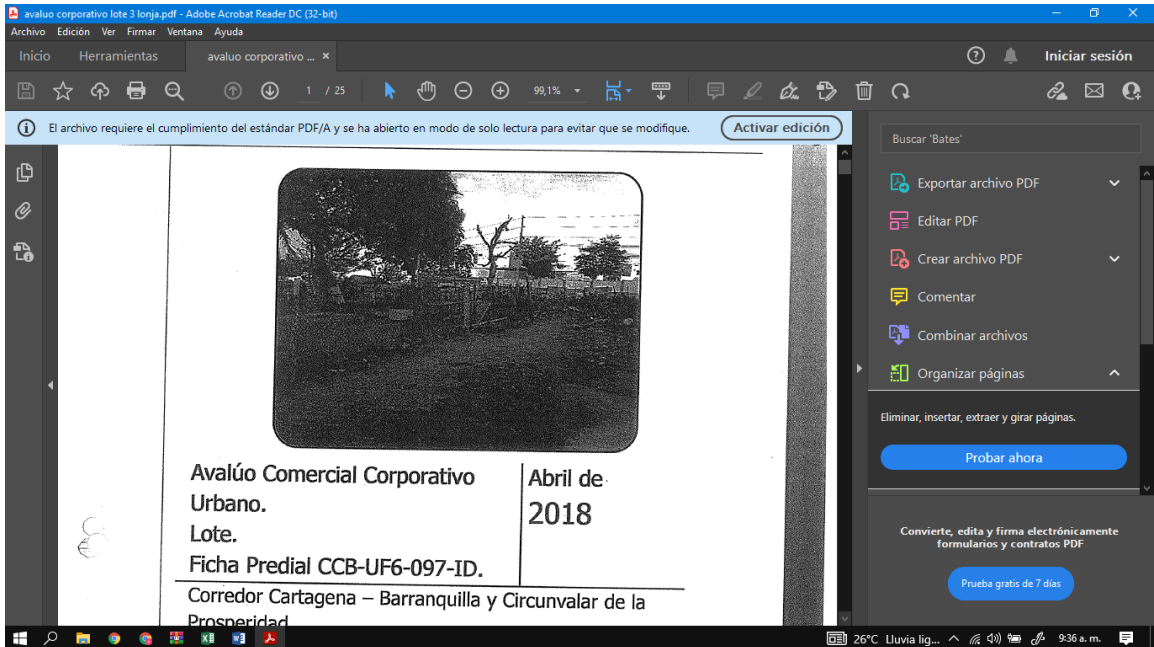 avaluo corporativo lote 3 lonja.pdf - Adobe Acrobat Reader DC (32-bit)
Archivo Edición Ver Firmar Ventana Ayuda
Inicio Herramientas avaluo corporativo ... × Iniciar sesión
1 / 25 99,1%
El archivo requiere el cumplimiento del estándar PDF/A y se ha abierto en modo de solo lectura para evitar que se modifique. Activar edición
Buscar 'Bates'
Exportar archivo PDF
Editar PDF
Crear archivo PDF
Comentar
Combinar archivos
Organizar páginas
Eliminar, insertar, extraer y girar páginas.
Probar ahora
Convierte, edita y firma electrónicamente
formularios y contratos PDF
Prueba gratis de 7 días
Avalúo Comercial Corporativo
Urbano.
Lote.
Ficha Predial CCB-UF6-097-ID.
Abril de
2018
Corredor Cartagena – Barranquilla y Circunvalar de la
Prosperidad
26°C Lluvia lig... 9:36 a. m.